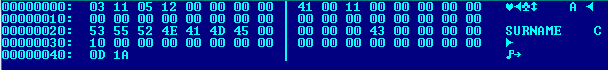 00000000: 03 11 05 12 00 00 00 00 41 00 11 00 00 00 00 00 ♥◄♣↕ A ◄
00000010: 00 00 00 00 00 00 00 00 00 00 00 00 00 00 00 00
00000020: 53 55 52 4E 41 4D 45 00 00 00 00 43 00 00 00 00 SURNAME C
00000030: 10 00 00 00 00 00 00 00 00 00 00 00 00 00 00 00 ►
00000040: 0D 1A ♪→